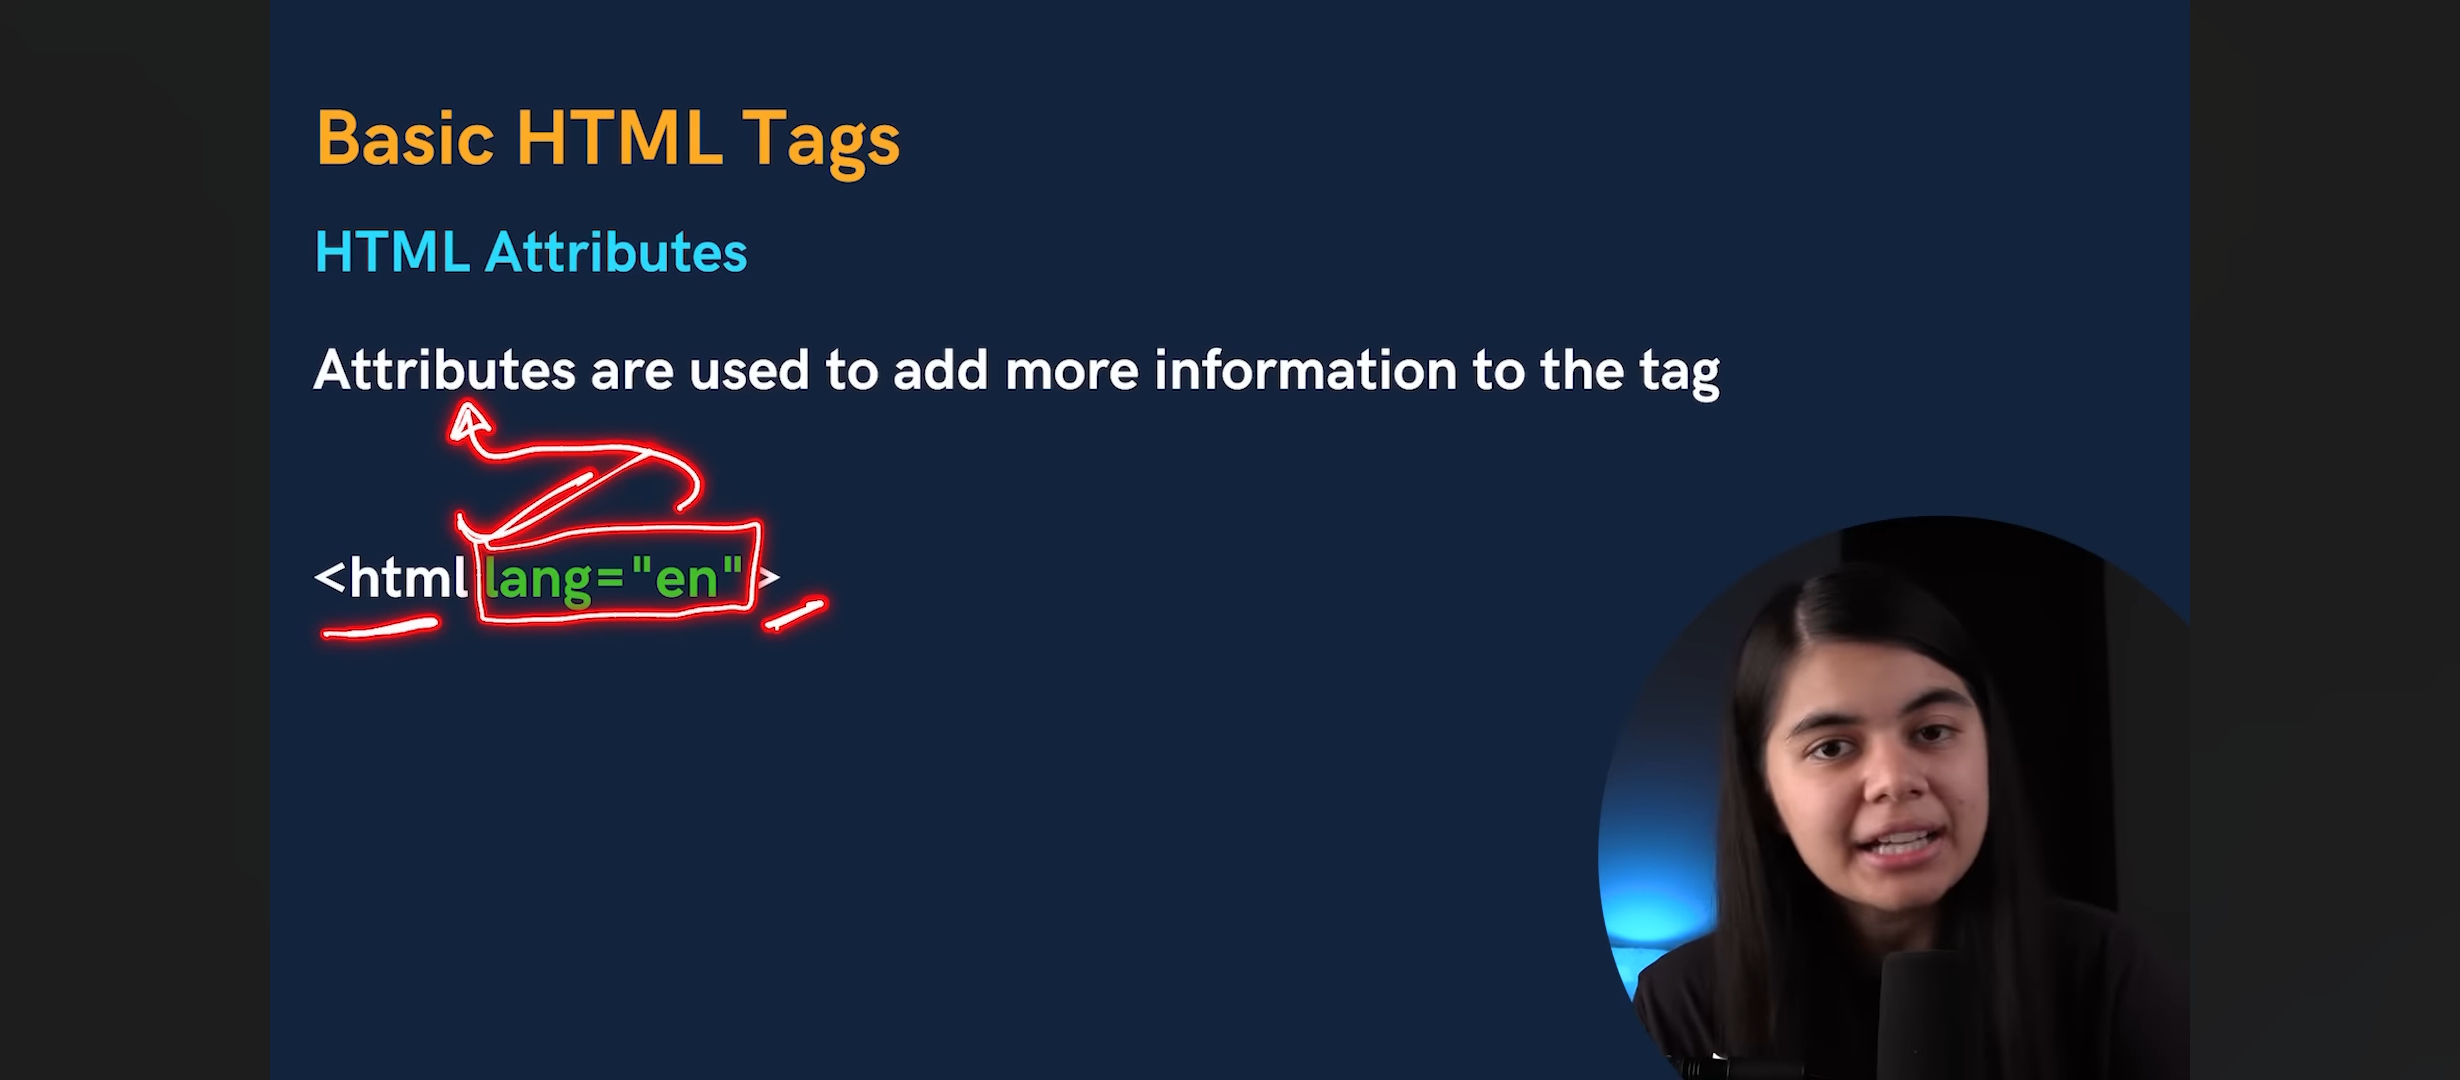 Basic HTML Tags
HTML Attributes
Attributes are used to add more information to the tag
<html lang="en" >